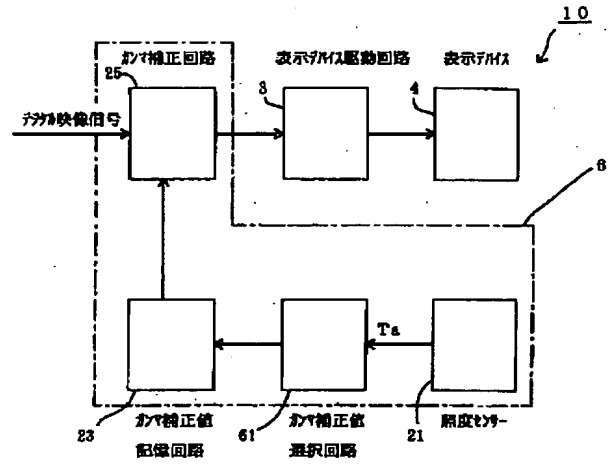 10
ガンマ補正回路
表示デバイス駆動回路
表示デバイス
25
3
4
デジタル映像信号
6
Ta
23
ガンマ補正値
記憶回路
61
ガンマ補正値
選択回路
21
照度センサー